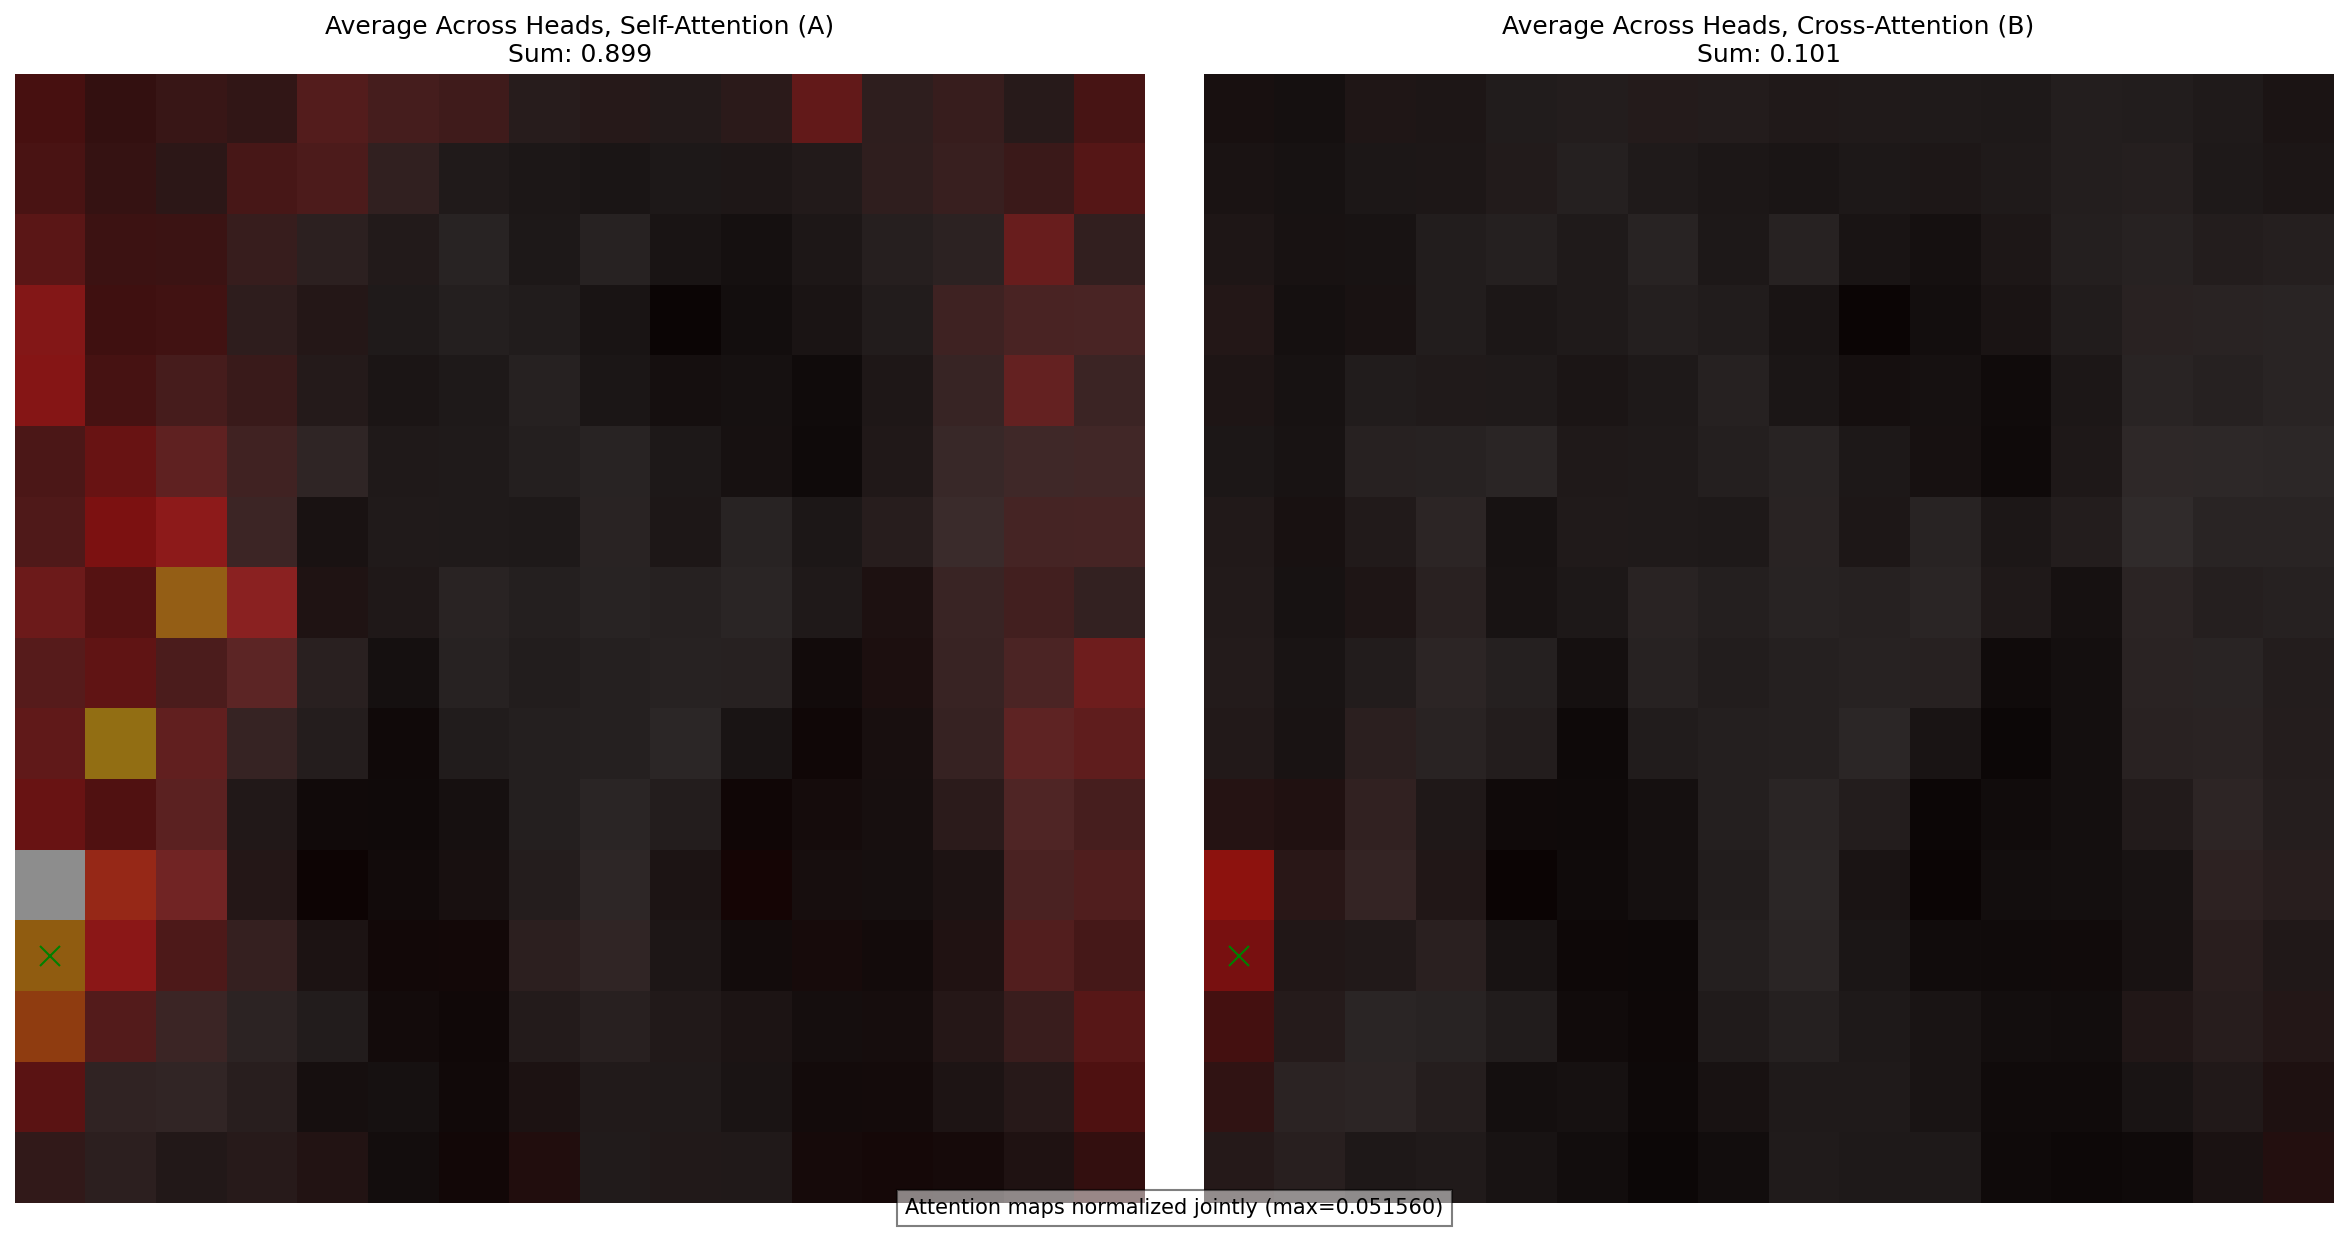 Average Across Heads, Self-Attention (A)
Sum: 0.899
Average Across Heads, Cross-Attention (B)
Sum: 0.101
Attention maps normalized jointly (max=0.051560)